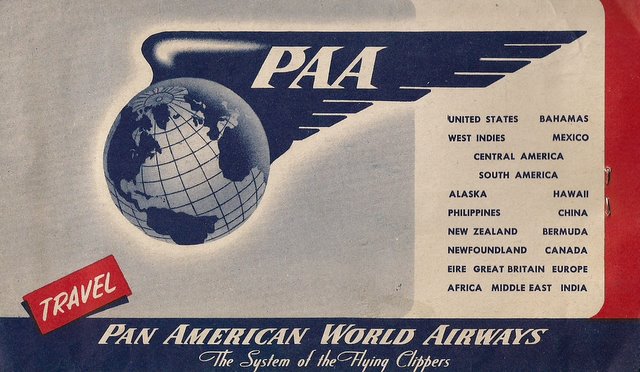 PAA
UNITED STATES BAHAMAS
WEST INDIES MEXICO
CENTRAL AMERICA
SOUTH AMERICA
ALASKA HAWAII
PHILIPPINES CHINA
NEW ZEALAND BERMUDA
NEWFOUNDLAND CANADA
EIRE GREAT BRITAIN EUROPE
AFRICA MIDDLE EAST INDIA
TRAVEL
PAN AMERICAN WORLD AIRWAYS
The System of the Flying Clippers